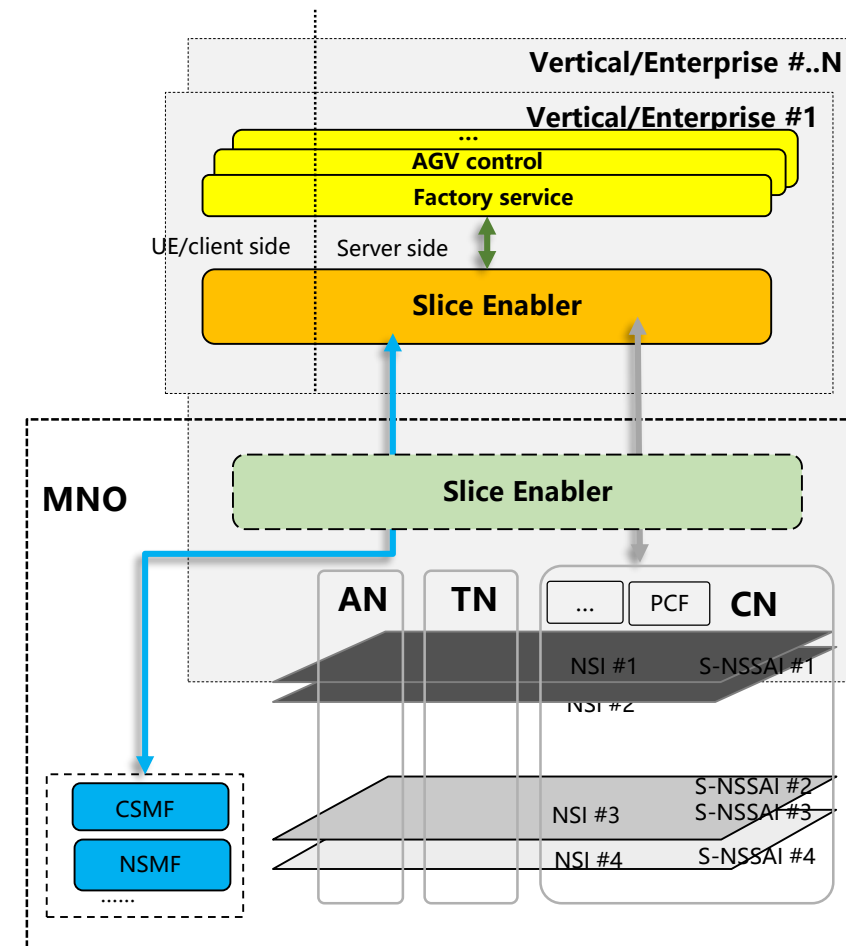 Vertical/Enterprise #..N
Vertical/Enterprise #1
...
AGV control
Factory service
UE/client side
Server side
Slice Enabler
MNO
Slice Enabler
AN
TN
...
PCF
CN
NSI #1
S-NSSAI #1
NSI #2
S-NSSAI #2
NSI #3
S-NSSAI #3
NSI #4
S-NSSAI #4
CSMF
NSMF
......